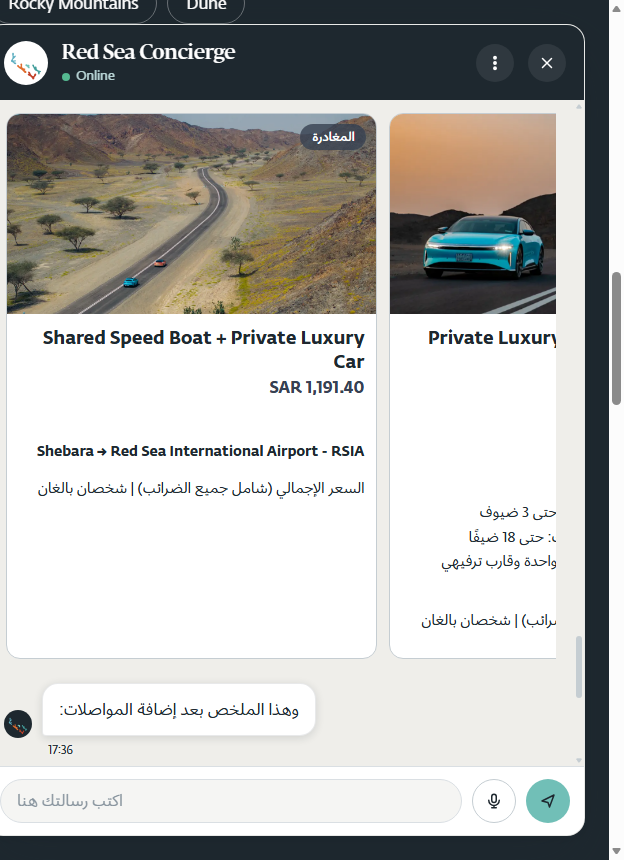 Rocky Mountains
Dune
Red Sea Concierge
Online
المغادرة
Shared Speed Boat + Private Luxury
Car
SAR 1,191.40
Shebara → Red Sea International Airport - RSIA
السعر الإجمالي (شامل جميع الضرائب) | شخصان بالغان
Private Luxury
حتى 3 ضيوف
حتى 18 ضيفًا
واحدة وقارب ترفيهي
شخصان بالغان
وهذا الملخص بعد إضافة المواصلات:
17:36
اكتب رسالتك هنا